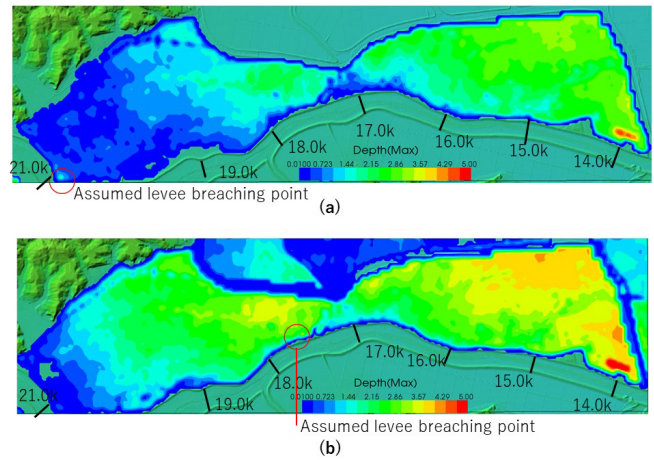 21.0k
19.0k
18.0k
17.0k
16.0k
15.0k
14.0k
Depth(Max)
0.0100 0.723 1.44 2.15 2.86 3.57 4.29 5.00
Assumed levee breaching point
(a)
21.0k
19.0k
18.0k
17.0k
16.0k
15.0k
14.0k
Depth(Max)
0.0100 0.723 1.44 2.15 2.86 3.57 4.29 5.00
Assumed levee breaching point
(b)